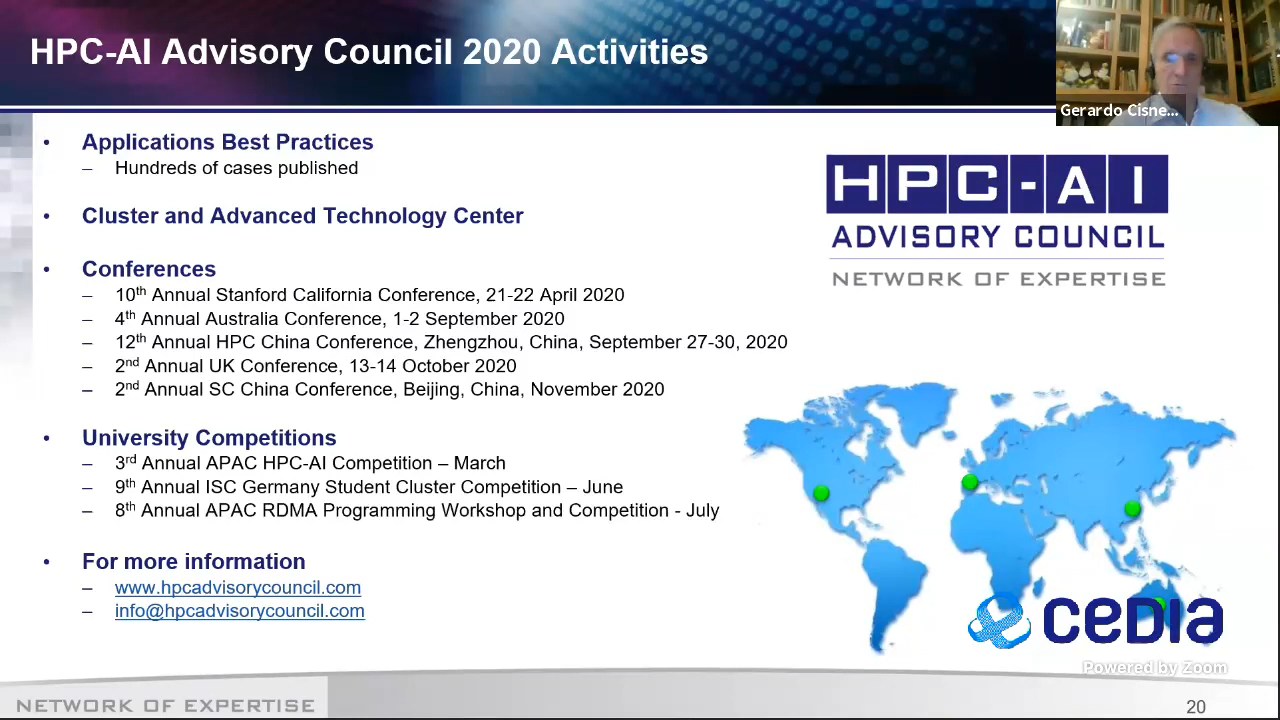 HPC-AI Advisory Council 2020 Activities
Gerardo Cisne...
• Applications Best Practices
– Hundreds of cases published
• Cluster and Advanced Technology Center
• Conferences
– 10th Annual Stanford California Conference, 21-22 April 2020
– 4th Annual Australia Conference, 1-2 September 2020
– 12th Annual HPC China Conference, Zhengzhou, China, September 27-30, 2020
– 2nd Annual UK Conference, 13-14 October 2020
– 2nd Annual SC China Conference, Beijing, China, November 2020
• University Competitions
– 3rd Annual APAC HPC-AI Competition – March
– 9th Annual ISC Germany Student Cluster Competition – June
– 8th Annual APAC RDMA Programming Workshop and Competition - July
• For more information
– www.hpcadvisorycouncil.com
– info@hpcadvisorycouncil.com
HPC-AI
ADVISORY COUNCIL
NETWORK OF EXPERTISE
ceDIa
Powered by Zoom
NETWORK OF EXPERTISE
20